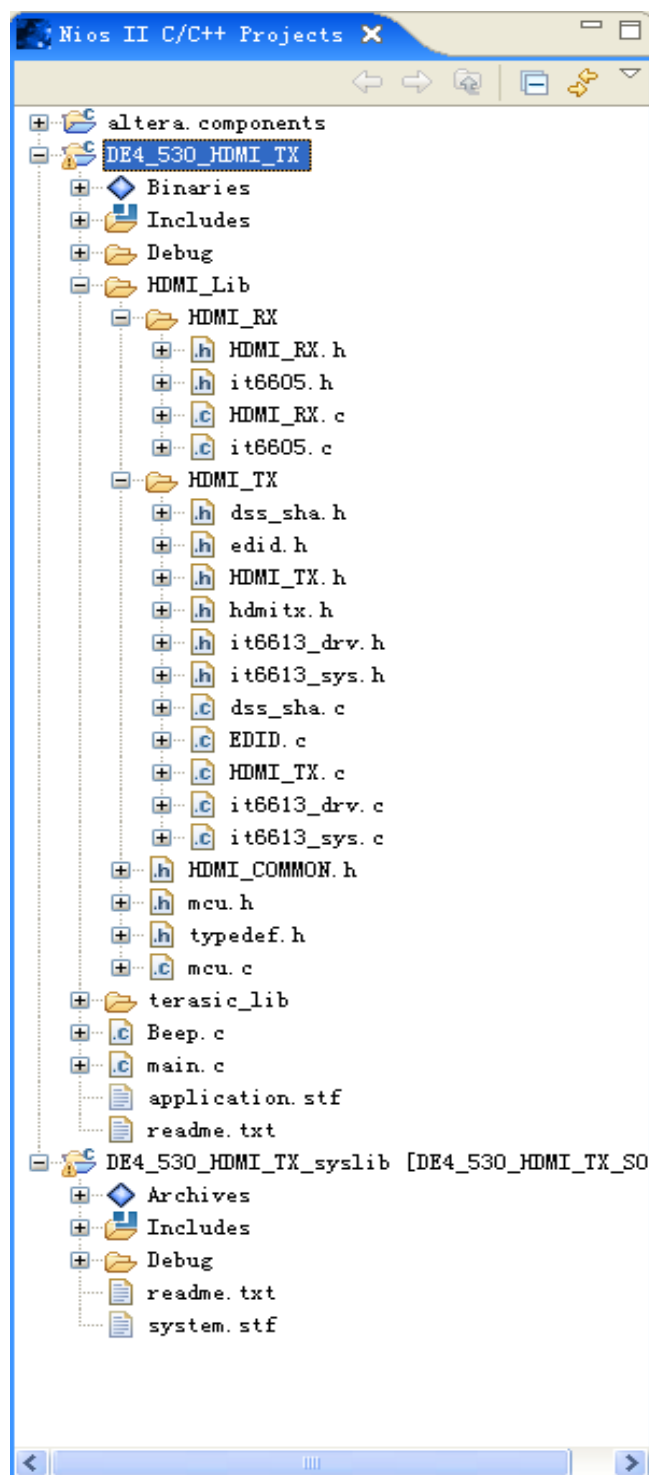 Nios II C/C++ Projects
altera.components
DE4_530_HDMI_TX
Binaries
Includes
Debug
HDMI_Lib
HDMI_RX
.h HDMI_RX.h
.h it6605.h
.c HDMI_RX.c
.c it6605.c
HDMI_TX
.h dss_sha.h
.h edid.h
.h HDMI_TX.h
.h hdmitx.h
.h it6613_drv.h
.h it6613_sys.h
.c dss_sha.c
.c EDID.c
.c HDMI_TX.c
.c it6613_drv.c
.c it6613_sys.c
.h HDMI_COMMON.h
.h mcu.h
.h typedef.h
.c mcu.c
terasic_lib
.c Beep.c
.c main.c
application.stf
readme.txt
DE4_530_HDMI_TX_syslib [DE4_530_HDMI_TX_SO
Archives
Includes
Debug
readme.txt
system.stf